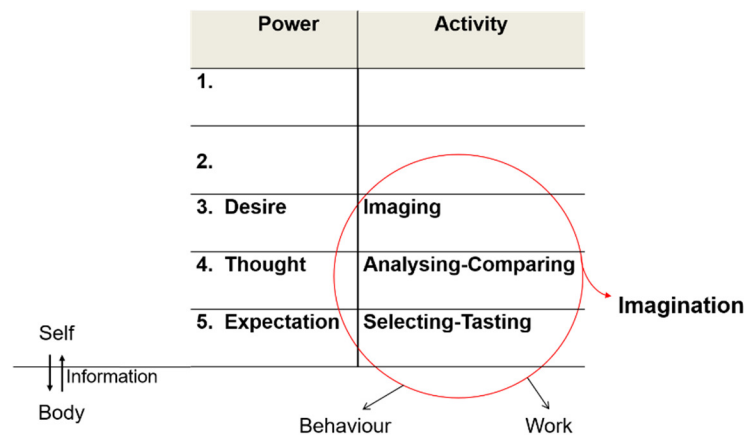 Power Activity
1.
2.
3. Desire Imaging
4. Thought Analysing-Comparing
Imagination
5. Expectation Selecting-Tasting
Self
Information
Body
Behaviour Work